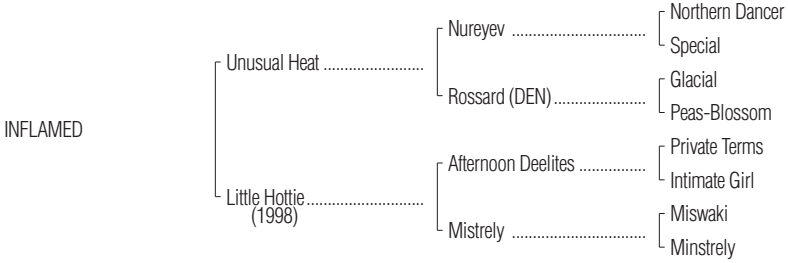 Northern Dancer
Nureyev ................................
Special
Unusual Heat ........................
Glacial
Rossard (DEN) ......................
Peas-Blossom
INFLAMED
Private Terms
Afternoon Deelites ................
Intimate Girl
Little Hottie ............................
(1998)
Miswaki
Mistrely ................................
Minstrely